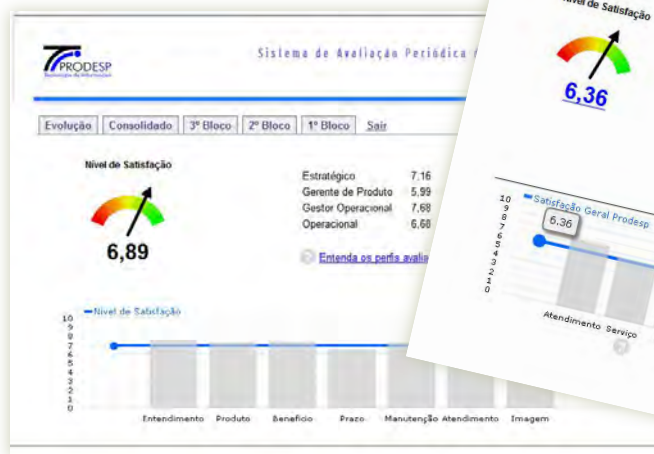 PRODESP
Tecnologia da Informação
Sistema de Avaliação Periódica
Evolução Consolidado 3º Bloco 2º Bloco 1º Bloco Sair
Nível de Satisfação
6,89
Estratégico 7,16
Gerente de Produto 5,99
Gestor Operacional 7,68
Operacional 6,68
Entenda os perfis
Nível de Satisfação
10
9
8
7
6
5
4
3
2
1
0
Entendimento Produto Benefício Prazo Manutenção Atendimento Imagem
de Satisfação
6,36
Satisfação Geral Prodesp
6.36
10
9
8
7
6
5
4
3
2
1
0
Atendimento Serviço